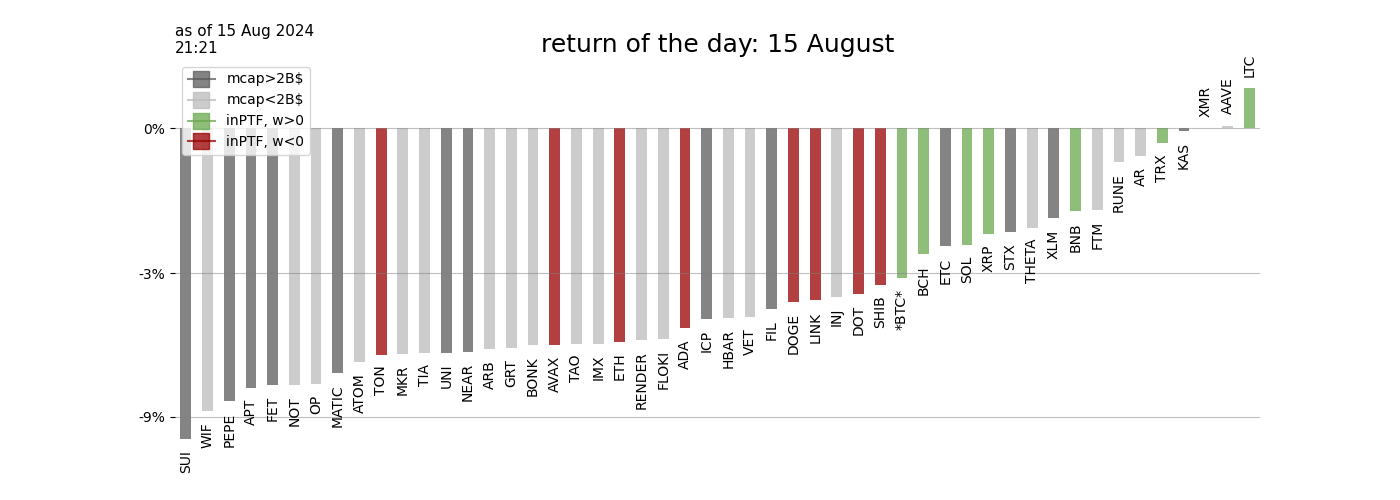 as of 15 Aug 2024
21:21
return of the day: 15 August
mcap>2B$
mcap<2B$
inPTF, w>0
inPTF, w<0
0%
-3%
-9%
SUI
WIF
PEPE
APT
FET
NOT
OP
MATIC
ATOM
TON
MKR
TIA
UNI
NEAR
ARB
GRT
BONK
AVAX
TAO
IMX
ETH
RENDER
FLOKI
ADA
ICP
HBAR
VET
FIL
DOGE
LINK
INJ
DOT
SHIB
*BTC*
BCH
ETC
SOL
XRP
STX
THETA
XLM
BNB
FTM
RUNE
AR
TRX
KAS
XMR
AAVE
LTC